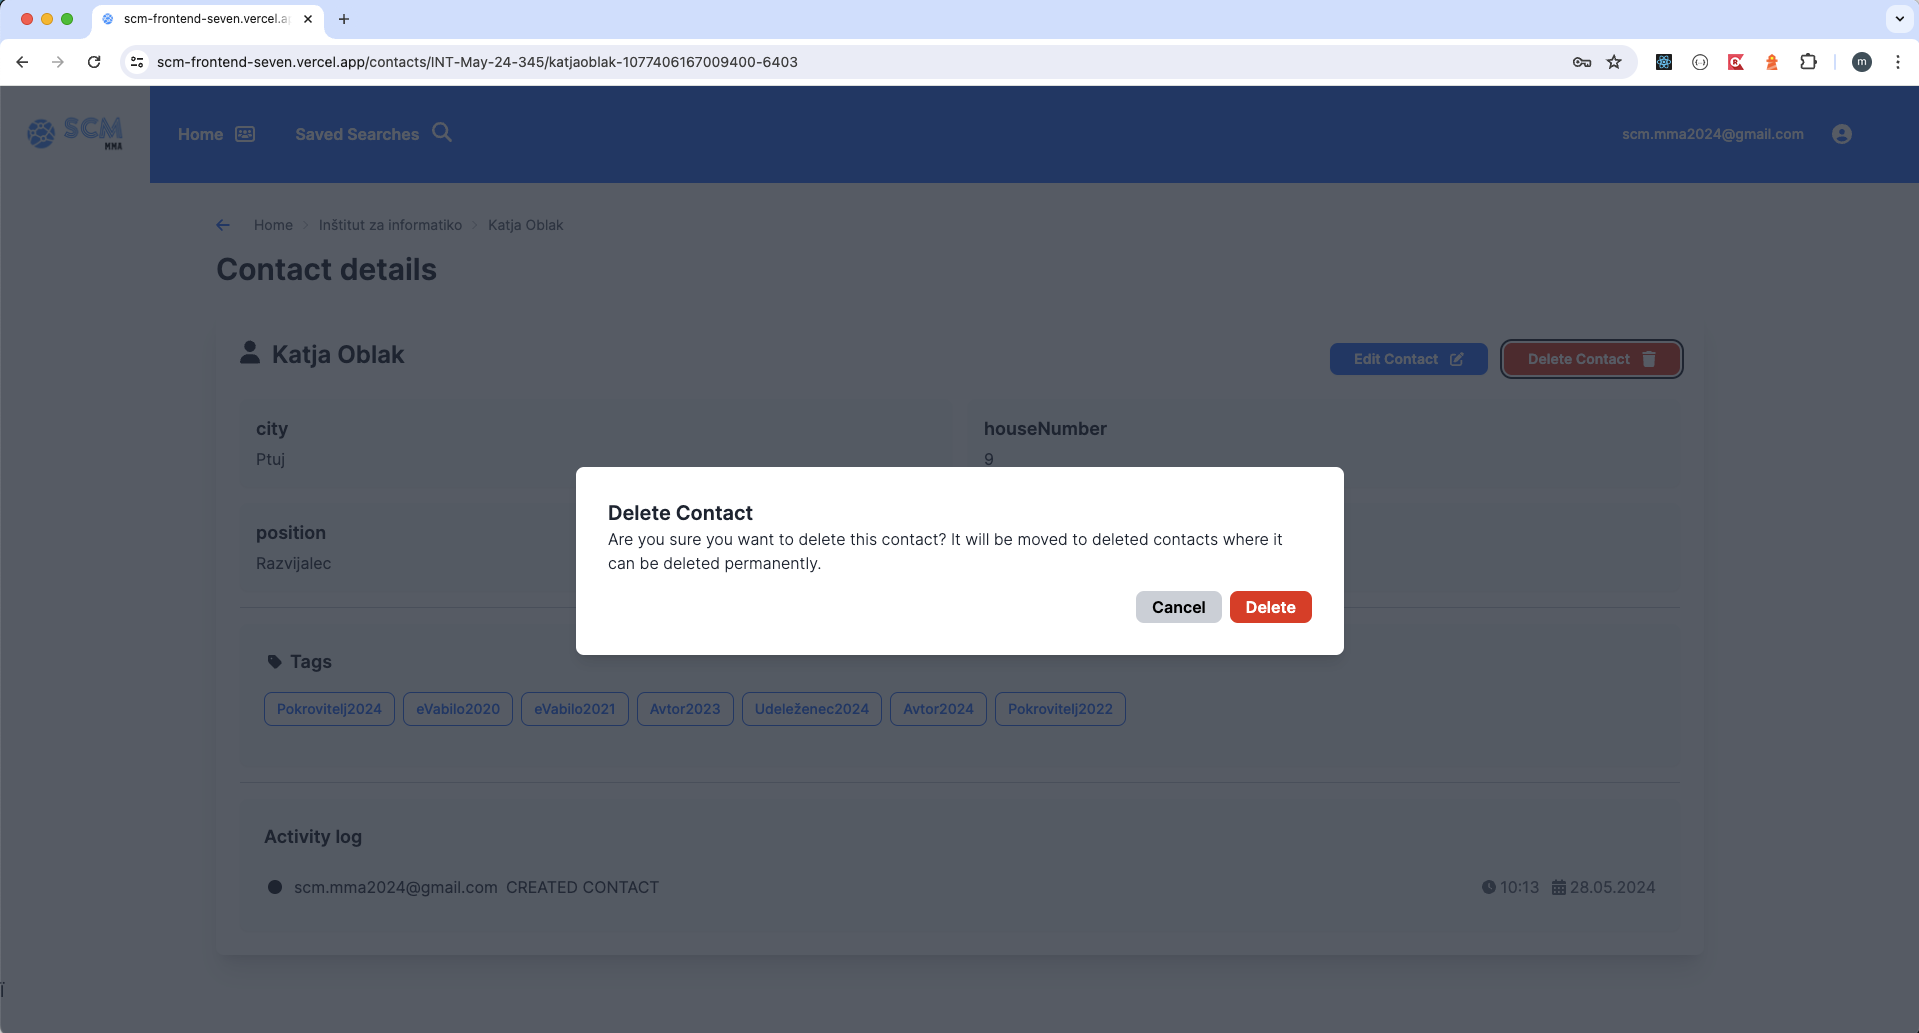 scm-frontend-seven.vercel.a
scm-frontend-seven.vercel.app/contacts/INT-May-24-345/katjaoblak-1077406167009400-6403
m
SCM
MMA
Home
Saved Searches
scm.mma2024@gmail.com
Home > Inštitut za informatiko > Katja Oblak
Contact details
Katja Oblak
Edit Contact
Delete Contact
city
Ptuj
houseNumber
9
position
Razvijalec
Delete Contact
Are you sure you want to delete this contact? It will be moved to deleted contacts where it
can be deleted permanently.
Cancel
Delete
Tags
Pokrovitelj2024 eVabilo2020 eVabilo2021 Avtor2023 Udeleženec2024 Avtor2024 Pokrovitelj2022
Activity log
scm.mma2024@gmail.com CREATED CONTACT
10:13 28.05.2024